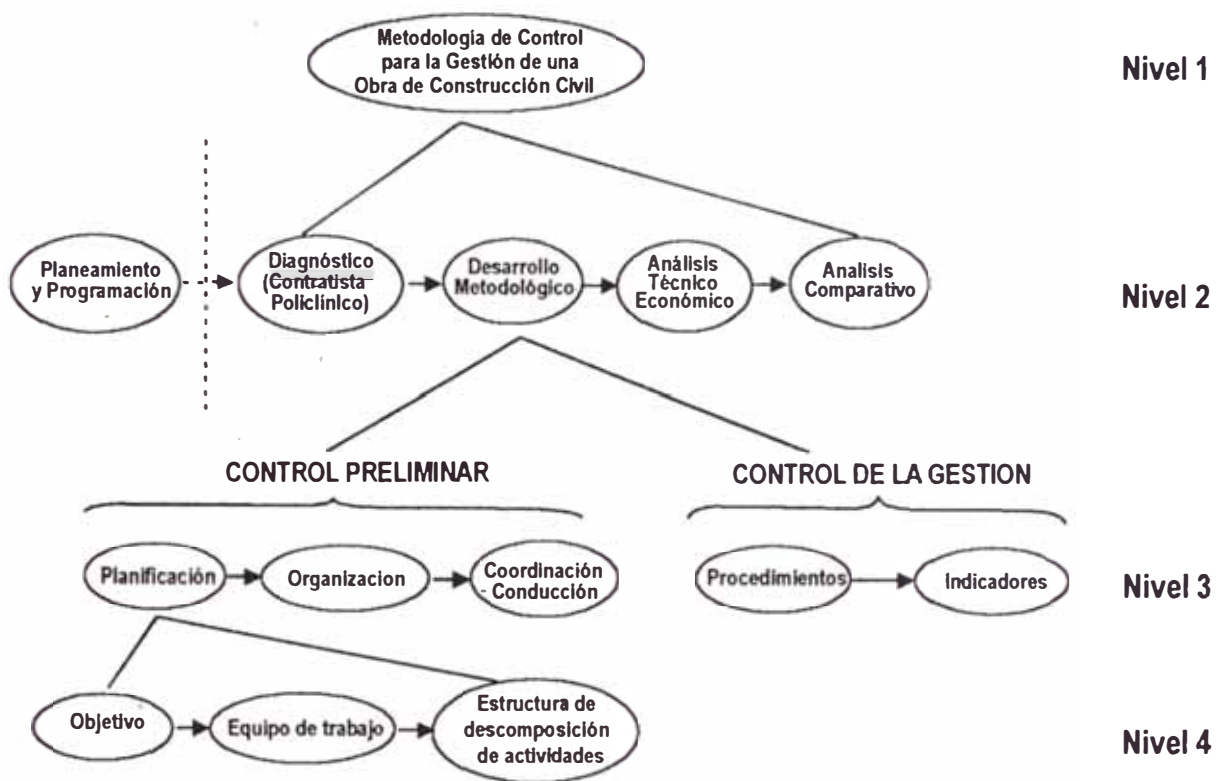 Metodología de Control
para la Gestión de una
Obra de Construcción Civil
Nivel 1
Planeamiento
y Programación
Diagnóstico
(Contratista
Policlínico)
Desarrollo
Metodológico
Análisis
Técnico
Económico
Analisis
Comparativo
Nivel 2
CONTROL PRELIMINAR
CONTROL DE LA GESTION
Planificación
Organizacion
Coordinación
- Conducción
Procedimientos
Indicadores
Nivel 3
Objetivo
Equipo de trabajo
Estructura de
descomposición
de actividades
Nivel 4